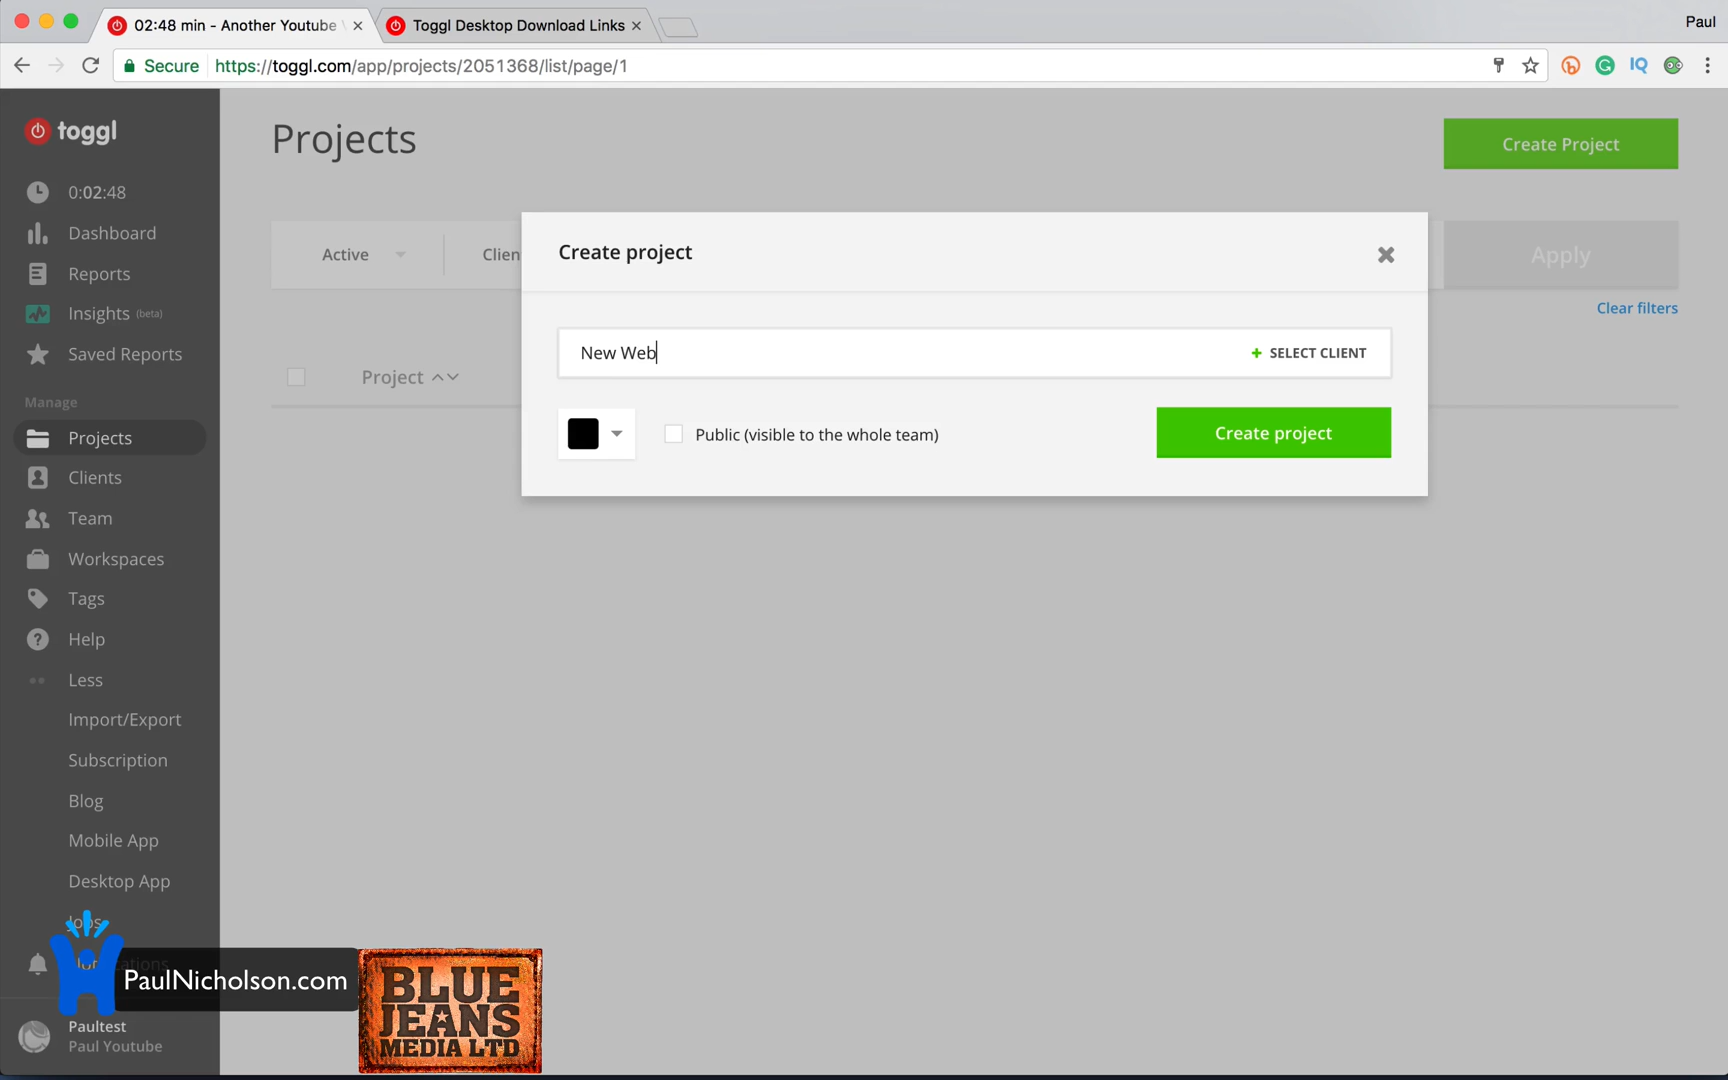 02:48 min - Another Youtube
Toggl Desktop Download Links
Paul
Secure
https://toggl.com/app/projects/2051368/list/page/1
toggl
0:02:48
Dashboard
Reports
Insights (beta)
Saved Reports
Manage
Projects
Clients
Team
Workspaces
Tags
Help
Less
Import/Export
Subscription
Blog
Mobile App
Desktop App
Jobs
Paultest
Paul Youtube
Projects
Create Project
Active
Clien
Apply
Clear filters
Project
Create project
New Web
+ SELECT CLIENT
Public (visible to the whole team)
Create project
PaulNicholson.com
BLUE
JEANS
MEDIA LTD